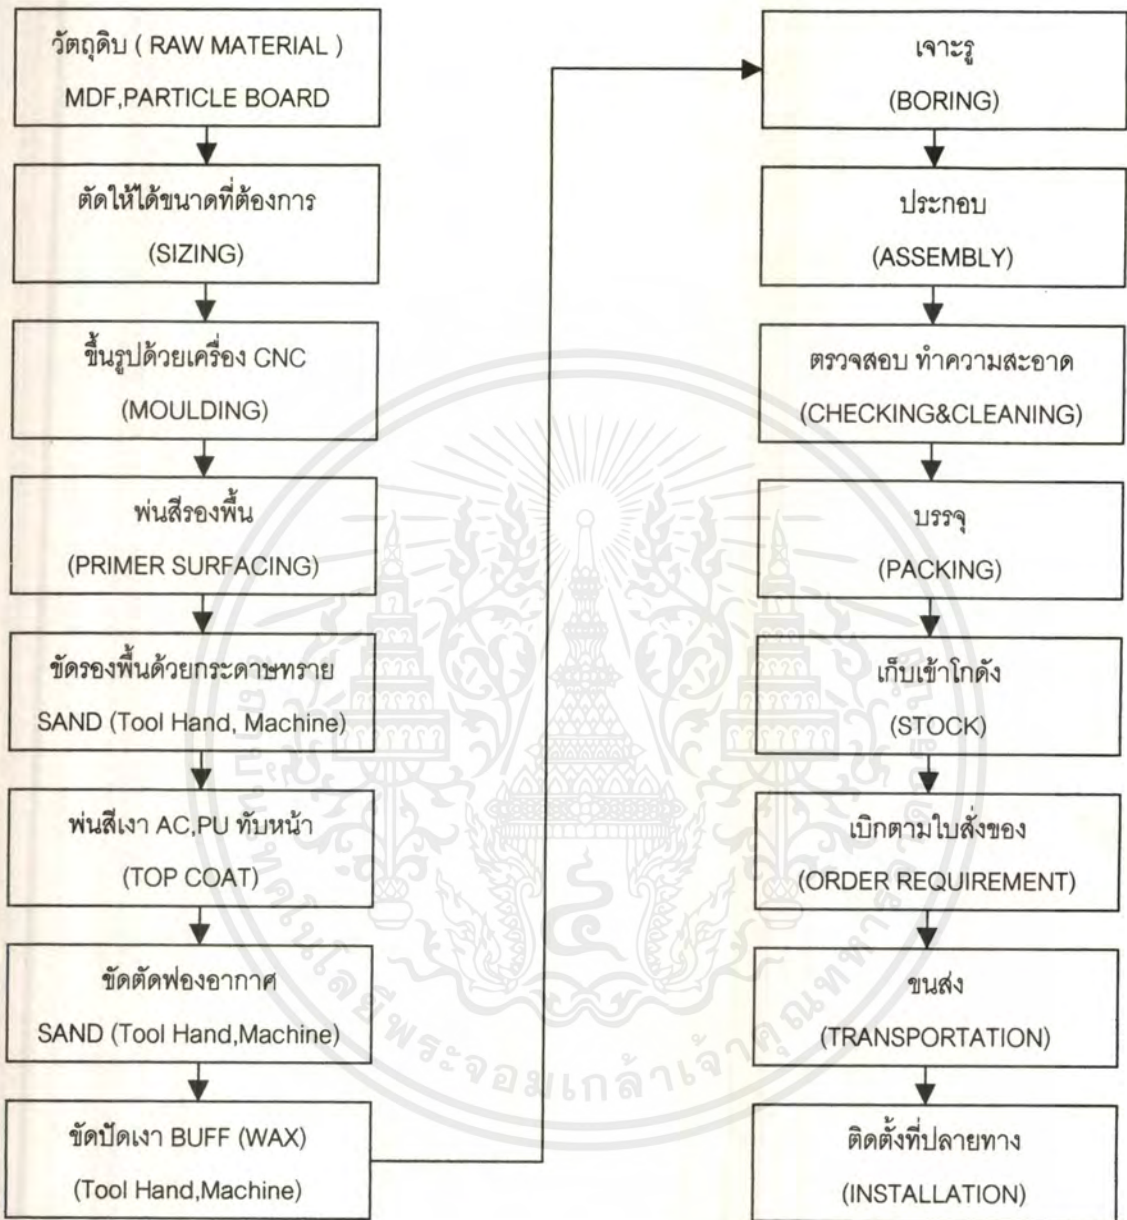 วัตถุดิบ ( RAW MATERIAL )
MDF,PARTICLE BOARD
ตัดให้ได้ขนาดที่ต้องการ
(SIZING)
ขึ้นรูปด้วยเครื่อง CNC
(MOULDING)
พ่นสีรองพื้น
(PRIMER SURFACING)
ขัดรองพื้นด้วยกระดาษทราย
SAND (Tool Hand, Machine)
พ่นสีเงา AC,PU ทับหน้า
(TOP COAT)
ขัดตัดฟองอากาศ
SAND (Tool Hand,Machine)
ขัดปัดเงา BUFF (WAX)
(Tool Hand,Machine)
เจาะรู
(BORING)
ประกอบ
(ASSEMBLY)
ตรวจสอบ ทำความสะอาด
(CHECKING&CLEANING)
บรรจุ
(PACKING)
เก็บเข้าโกดัง
(STOCK)
เบิกตามใบสั่งของ
(ORDER REQUIREMENT)
ขนส่ง
(TRANSPORTATION)
ติดตั้งที่ปลายทาง
(INSTALLATION)